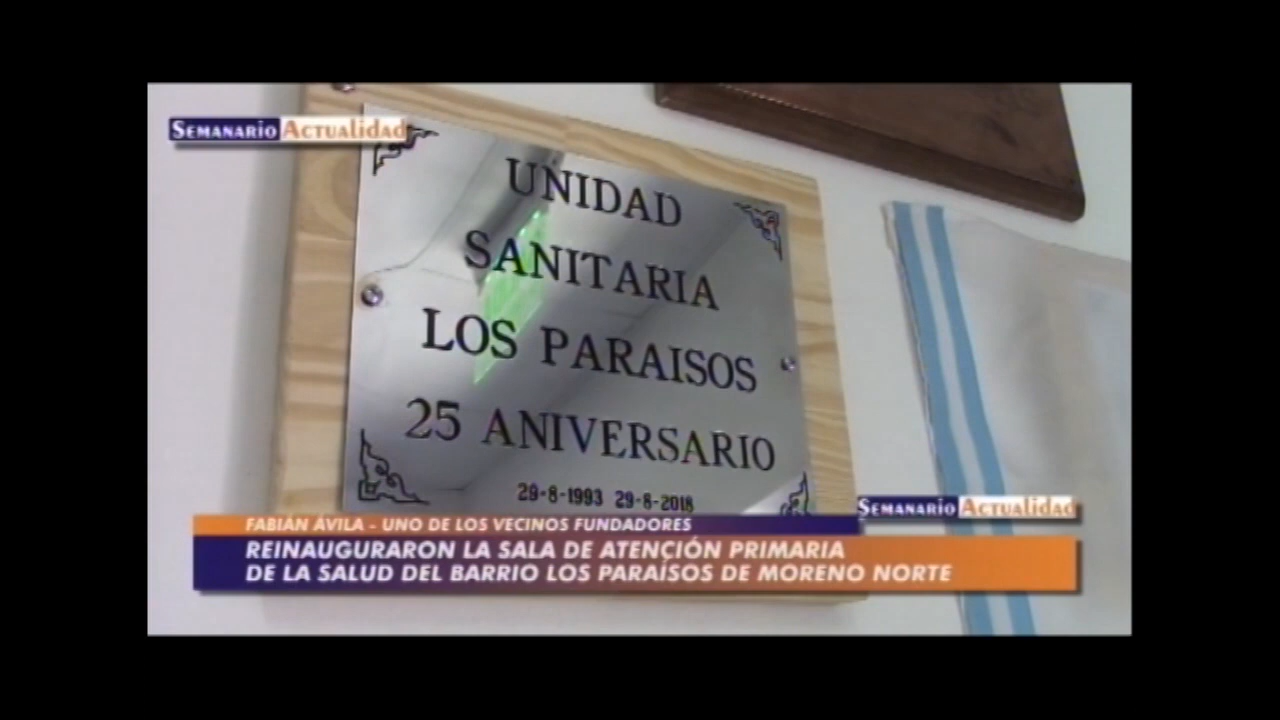 SEMANARIO ACTUALIDAD
UNIDAD
SANITARIA
LOS PARAISOS
25 ANIVERSARIO
29-8-1993 29-8-2018
SEMANARIO ACTUALIDAD
FABIÁN ÁVILA - UNO DE LOS VECINOS FUNDADORES
REINAUGURARON LA SALA DE ATENCIÓN PRIMARIA
DE LA SALUD DEL BARRIO LOS PARAÍSOS DE MORENO NORTE